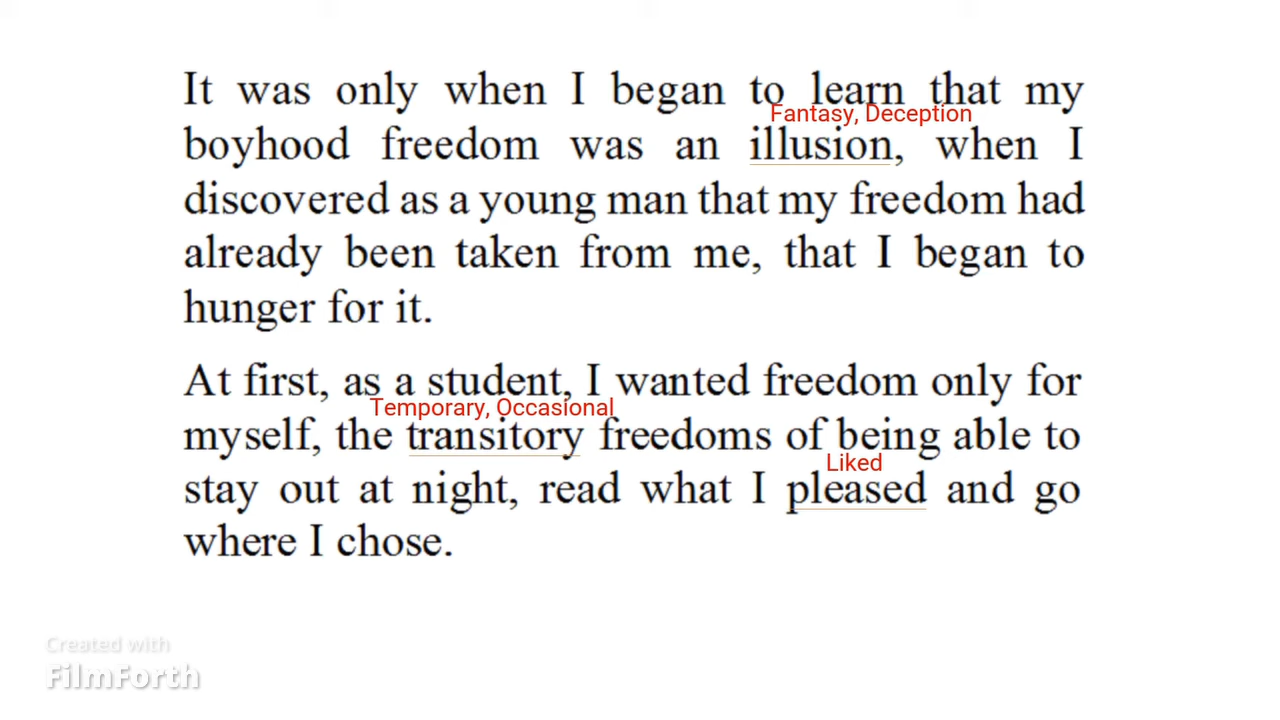 It was only when I began to learn that my
Fantasy, Deception
boyhood freedom was an illusion, when I
discovered as a young man that my freedom had
already been taken from me, that I began to
hunger for it.
At first, as a student, I wanted freedom only for
Temporary, Occasional
myself, the transitory freedoms of being able to
Liked
stay out at night, read what I pleased and go
where I chose.
Created with
FilmForth